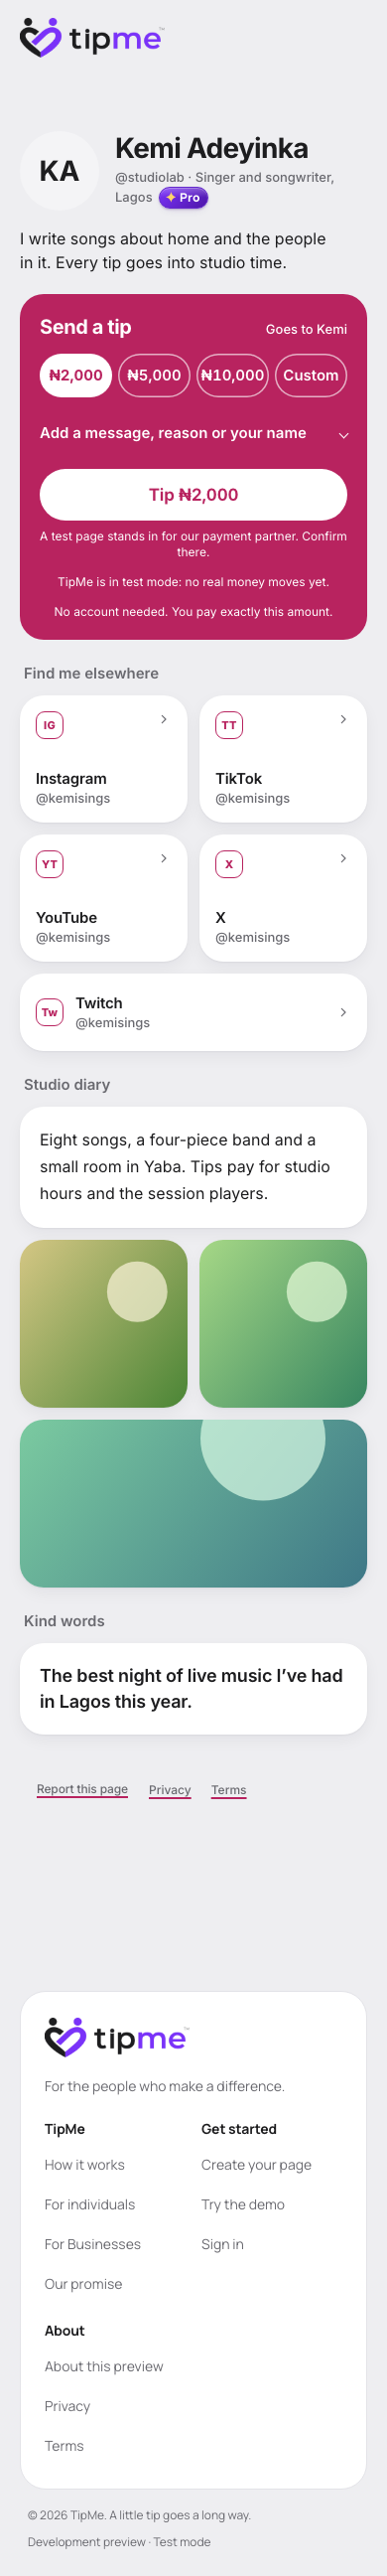 tipme
KA
Kemi Adeyinka
@studiolab · Singer and songwriter,
Lagos ✦ Pro
I write songs about home and the people
in it. Every tip goes into studio time.
Send a tip
Goes to Kemi
₦2,000 ₦5,000 ₦10,000 Custom
Add a message, reason or your name
Tip ₦2,000
A test page stands in for our payment partner. Confirm
there.
TipMe is in test mode: no real money moves yet.
No account needed. You pay exactly this amount.
Find me elsewhere
IG
Instagram
@kemisings
TT
TikTok
@kemisings
YT
YouTube
@kemisings
X
X
@kemisings
Tw
Twitch
@kemisings
Studio diary
Eight songs, a four-piece band and a
small room in Yaba. Tips pay for studio
hours and the session players.
Kind words
The best night of live music I’ve had
in Lagos this year.
Report this page Privacy Terms
tipme
For the people who make a difference.
TipMe
How it works
For individuals
For Businesses
Our promise
Get started
Create your page
Try the demo
Sign in
About
About this preview
Privacy
Terms
© 2026 TipMe. A little tip goes a long way.
Development preview · Test mode